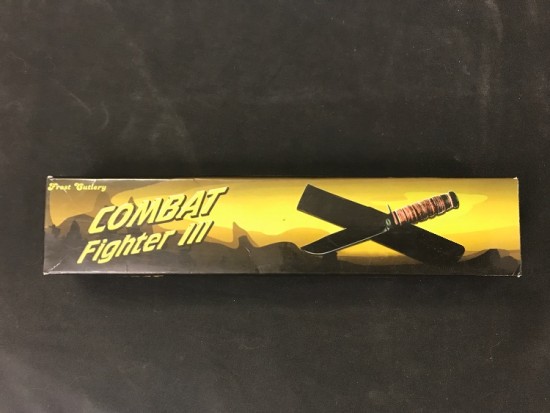 Frost Cutlery
COMBAT
Fighter III